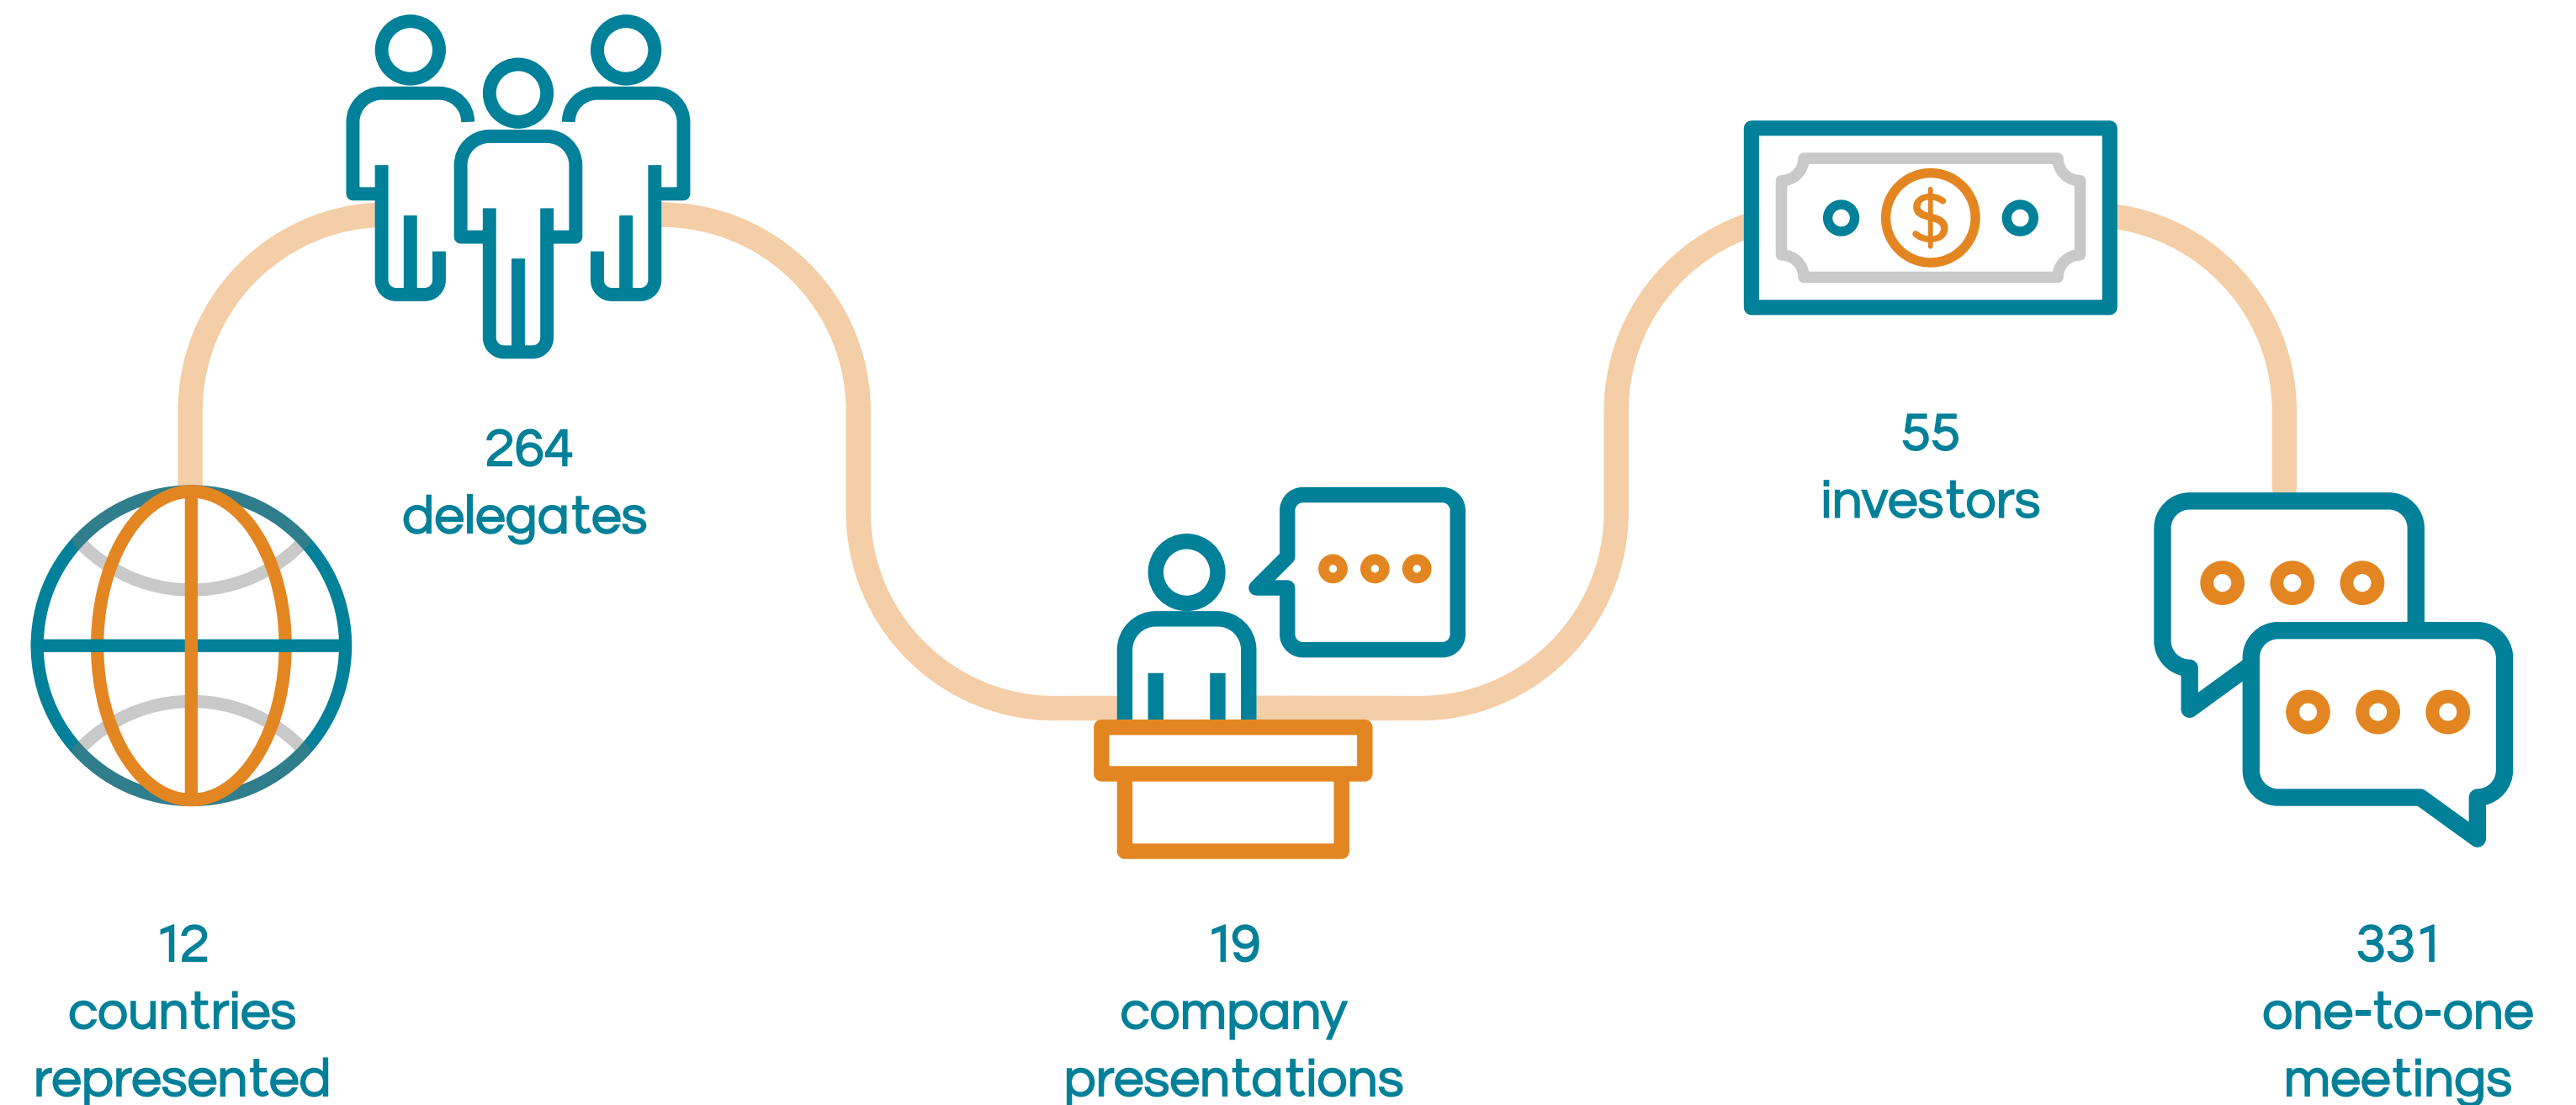 12
countries
represented
264
delegates
$
19
company
presentations
55
investors
331
one-to-one
meetings